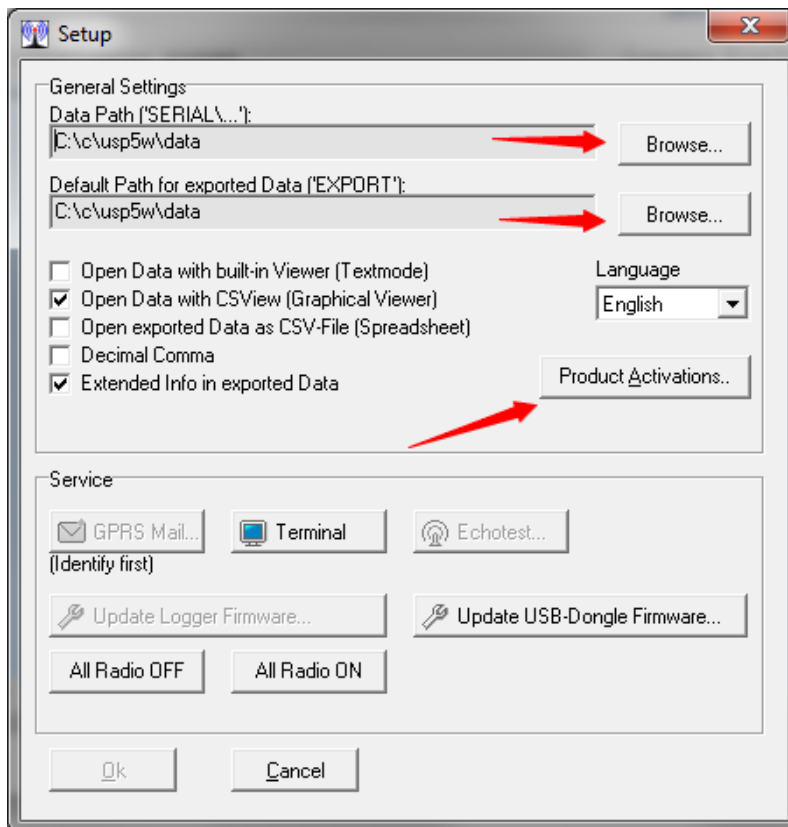 Setup
General Settings
Data Path ('SERIAL\...'):
C:\c\usp5w\data
Browse...
Default Path for exported Data ('EXPORT'):
C:\c\usp5w\data
Browse...
Open Data with built-in Viewer (Textmode)
Language
Open Data with CSView (Graphical Viewer)
English
Open exported Data as CSV-File (Spreadsheet)
Decimal Comma
Extended Info in exported Data
Product Activations..
Service
GPRS Mail...
Terminal
Echotest...
(Identify first)
Update Logger Firmware...
Update USB-Dongle Firmware...
All Radio OFF
All Radio ON
Ok
Cancel